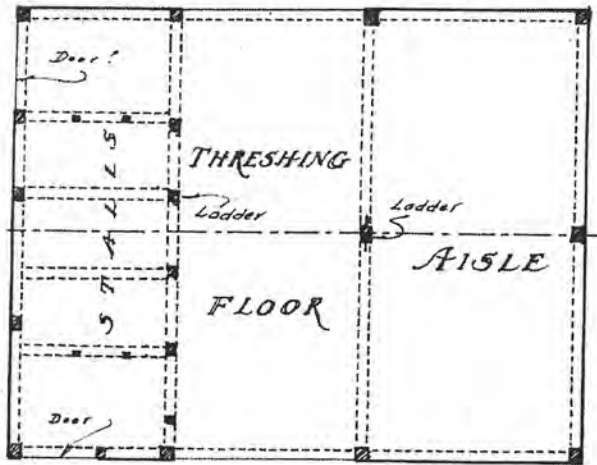 Door?
STALLS
THRESHING
FLOOR
Ladder
Ladder
AISLE
Door